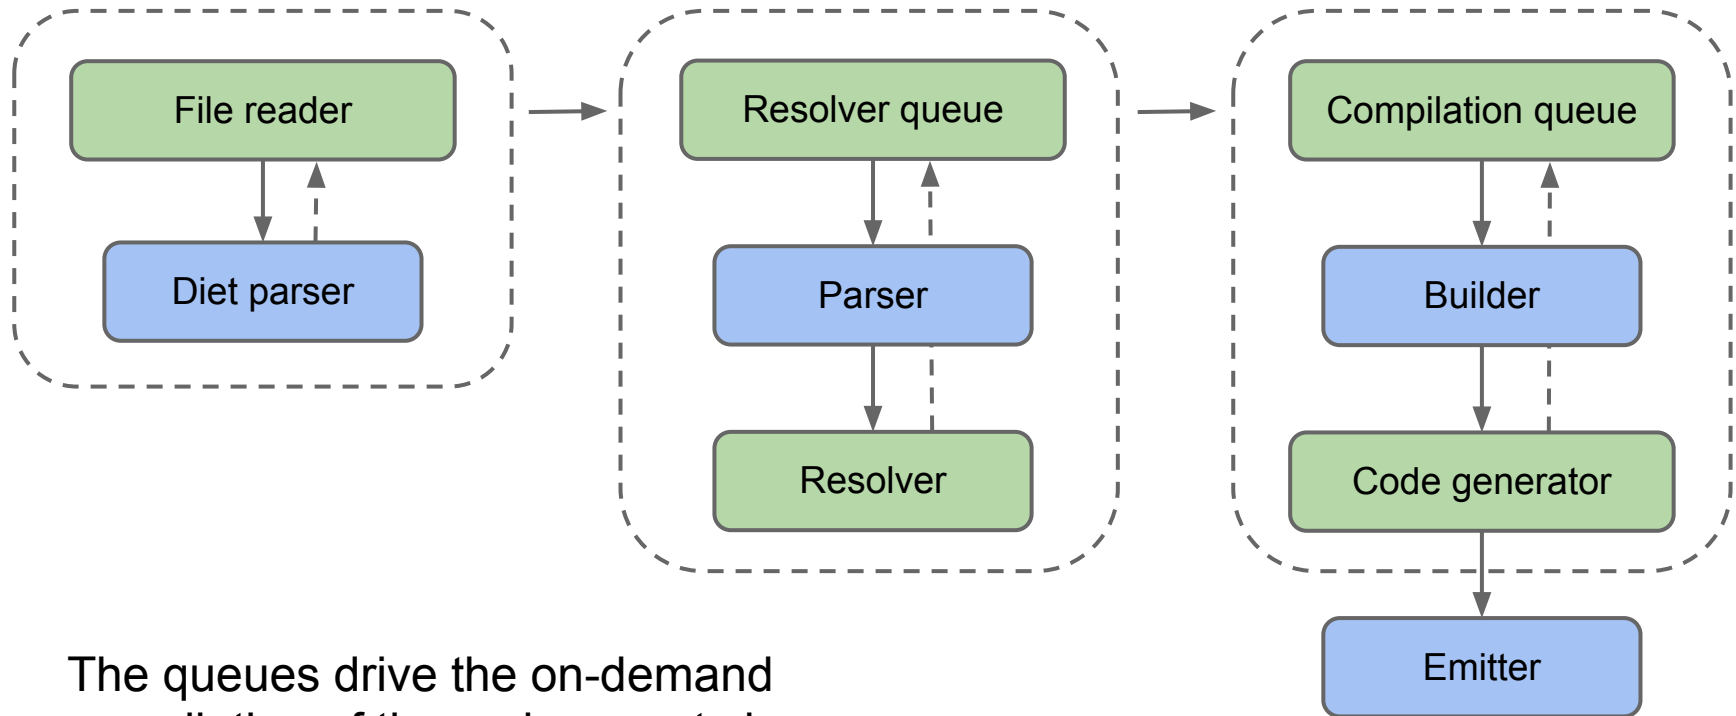 File reader
Diet parser
Resolver queue
Parser
Resolver
Compilation queue
Builder
Code generator
Emitter
The queues drive the on-demand